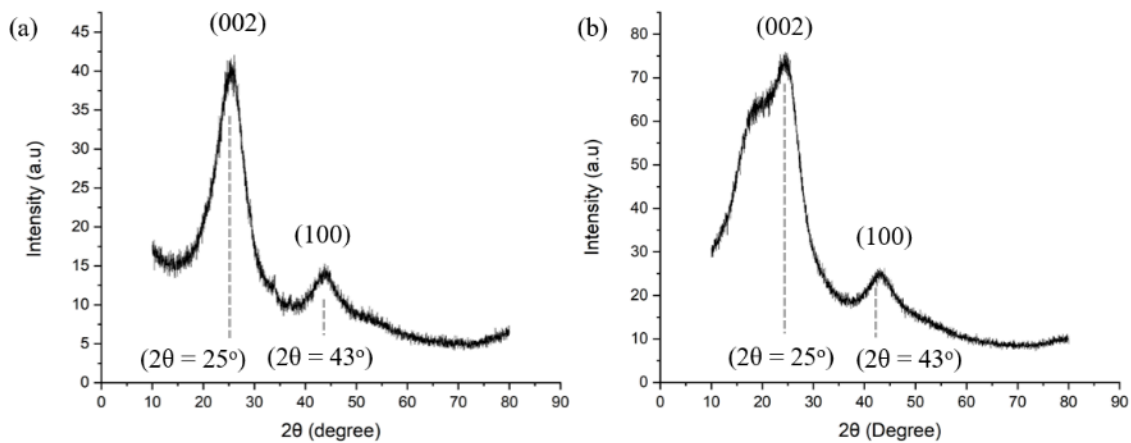 (a)
(002)
(100)
(2θ = 25°)
(2θ = 43°)
Intensity (a.u)
45
40
35
30
25
20
15
10
5
0
0 10 20 30 40 50 60 70 80 90
2θ (degree)
(b)
(002)
(100)
(2θ = 25°)
(2θ = 43°)
Intensity (a.u)
80
70
60
50
40
30
20
10
0
0 10 20 30 40 50 60 70 80 90
2θ (Degree)